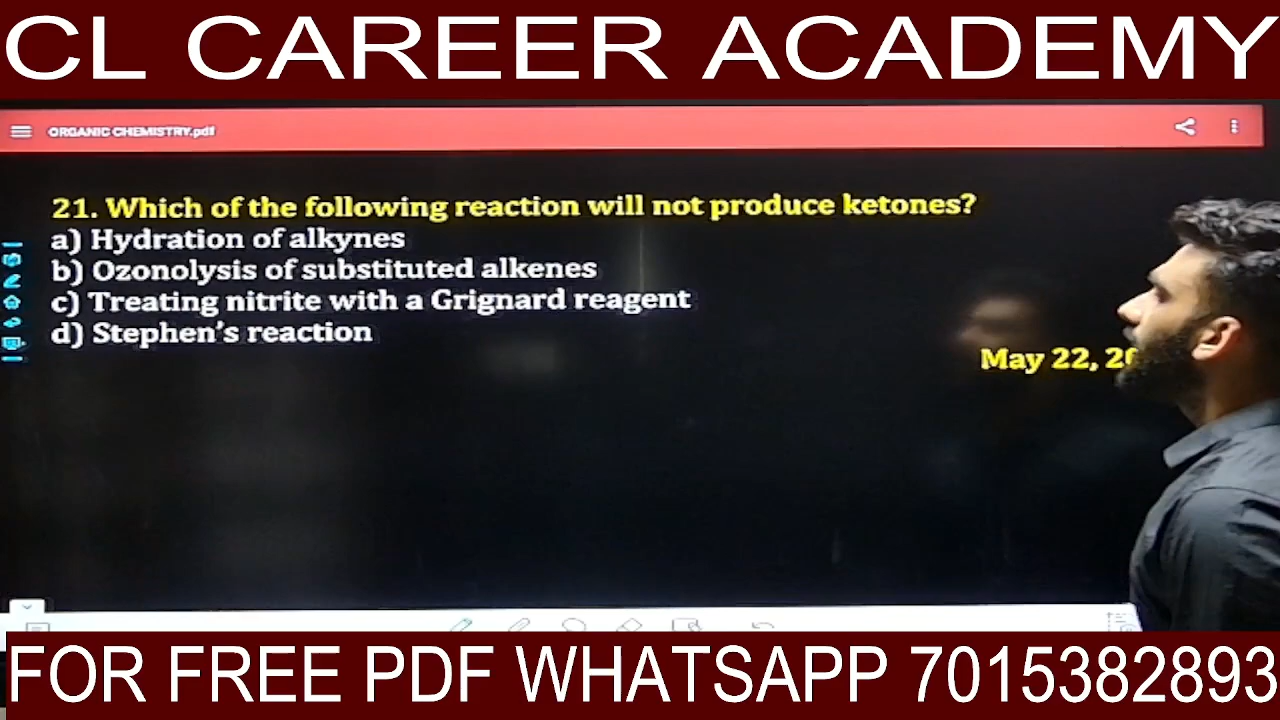 CL CAREER ACADEMY
ORGANIC CHEMISTRY.pdf
21. Which of the following reaction will not produce ketones?
a) Hydration of alkynes
b) Ozonolysis of substituted alkenes
c) Treating nitrite with a Grignard reagent
d) Stephen's reaction
May 22,
FOR FREE PDF WHATSAPP 7015382893